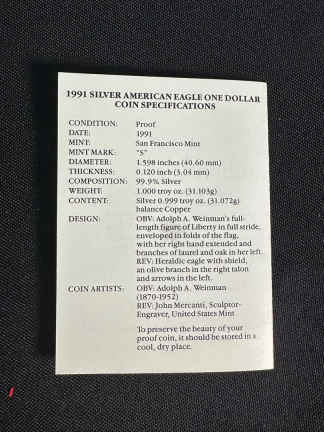 1991 SILVER AMERICAN EAGLE ONE DOLLAR
COIN SPECIFICATIONS
CONDITION: Proof
DATE: 1991
MINT: San Francisco Mint
MINT MARK: "S"
DIAMETER: 1.598 inches (40.60 mm)
THICKNESS: 0.120 inch (3.04 mm)
COMPOSITION: 99.9% Silver
WEIGHT: 1.000 troy oz. (31.103g)
CONTENT: Silver 0.999 troy oz. (31.072g)
balance Copper
DESIGN: OBV: Adolph A. Weinman's full-
length figure of Liberty in full stride,
enveloped in folds of the flag,
with her right hand extended and
branches of laurel and oak in her left.
REV: Heraldic eagle with shield,
an olive branch in the right talon
and arrows in the left.
COIN ARTISTS: OBV: Adolph A. Weinman
(1870-1952)
REV: John Mercanti, Sculptor-
Engraver, United States Mint
To preserve the beauty of your
proof coin, it should be stored in a
cool, dry place.